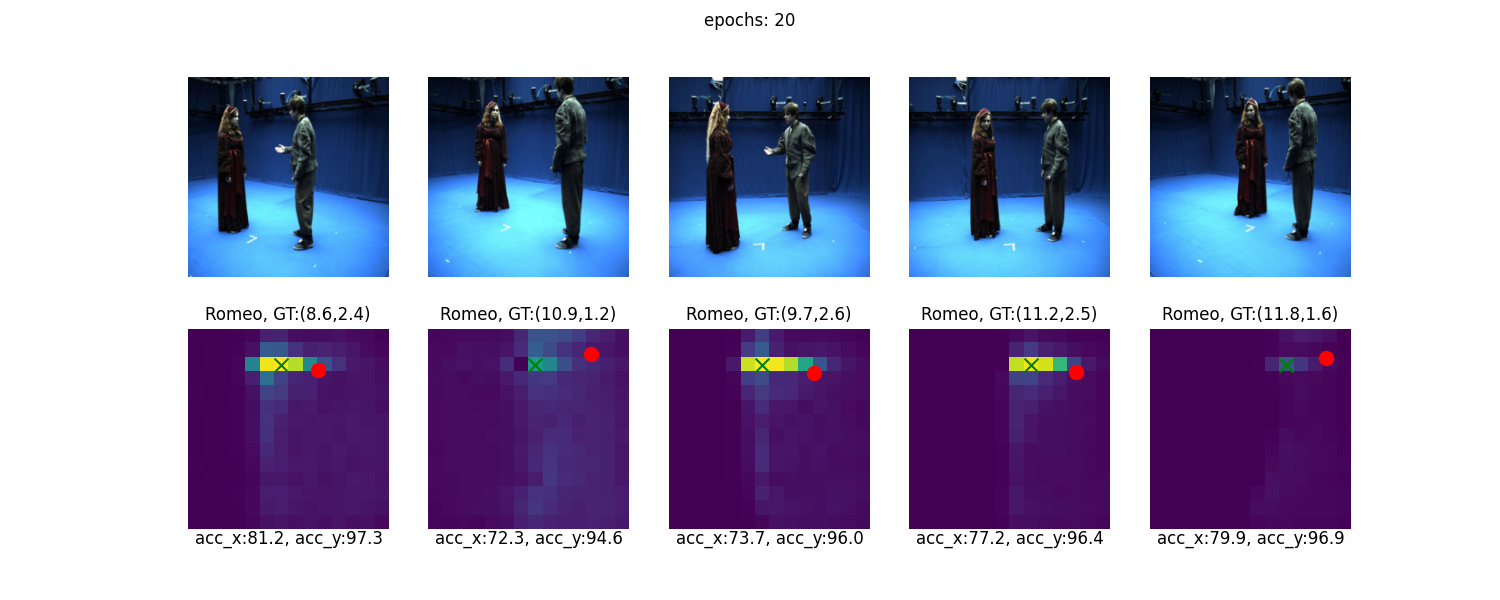 epochs: 20
Romeo, GT:(8.6,2.4)
Romeo, GT:(10.9,1.2)
Romeo, GT:(9.7,2.6)
Romeo, GT:(11.2,2.5)
Romeo, GT:(11.8,1.6)
acc_x:81.2, acc_y:97.3
acc_x:72.3, acc_y:94.6
acc_x:73.7, acc_y:96.0
acc_x:77.2, acc_y:96.4
acc_x:79.9, acc_y:96.9